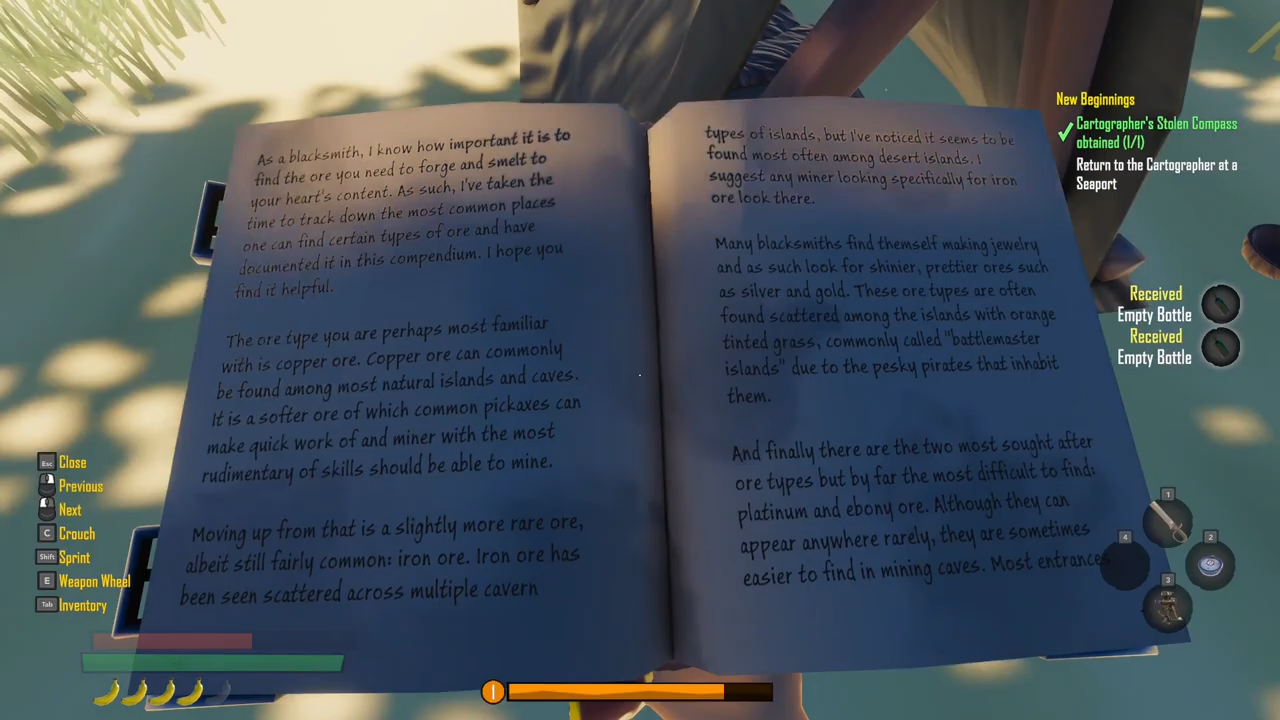 As a blacksmith, I know how important it is to
find the ore you need to forge and smelt to
your heart's content. As such, I've taken the
time to track down the most common places
one can find certain types of ore and have
documented it in this compendium. I hope you
find it helpful.
The ore type you are perhaps most familiar
with is copper ore. Copper ore can commonly
be found among most natural islands and caves.
It is a softer ore of which common pickaxes can
make quick work of and miner with the most
rudimentary of skills should be able to mine.
Moving up from that is a slightly more rare ore,
albeit still fairly common: iron ore. Iron ore has
been seen scattered across multiple cavern
types of islands, but I've noticed it seems to be
found most often among desert islands. I
suggest any miner looking specifically for iron
ore look there.
Many blacksmiths find themself making jewelry
and as such look for shinier, prettier ores such
as silver and gold. These ore types are often
found scattered among the islands with orange
tinted grass, commonly called "battlemaster
islands" due to the pesky pirates that inhabit
them.
And finally there are the two most sought after
ore types but by far the most difficult to find:
platinum and ebony ore. Although they can
appear anywhere rarely, they are sometimes
easier to find in mining caves. Most entrances
New Beginnings
Cartographer's Stolen Compass
obtained (1/1)
Return to the Cartographer at a
Seaport
Received
Empty Bottle
Received
Empty Bottle
Esc Close
Previous
Next
C Crouch
Shift Sprint
E Weapon Wheel
Tab Inventory
1
2
3
4